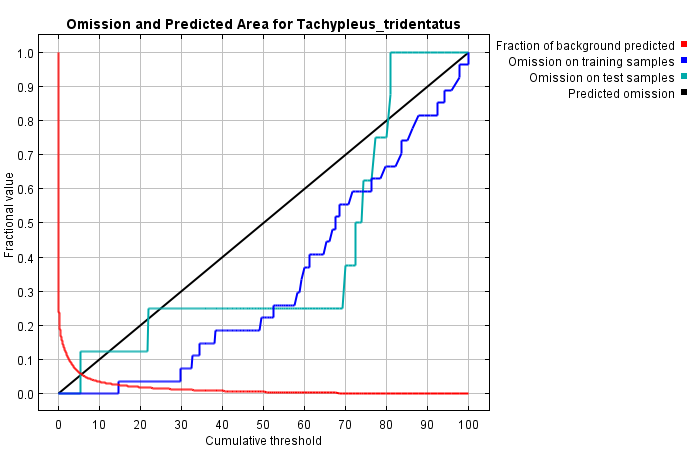 Omission and Predicted Area for Tachypleus_tridentatus
Fraction of background predicted
Omission on training samples
Omission on test samples
Predicted omission
Fractional value
1.0
0.9
0.8
0.7
0.6
0.5
0.4
0.3
0.2
0.1
0.0
0 10 20 30 40 50 60 70 80 90 100
Cumulative threshold